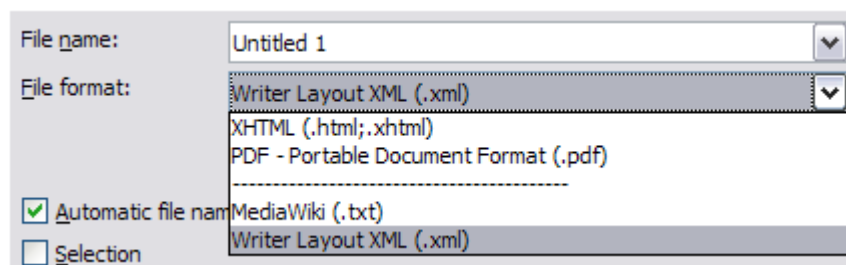 File name:
Untitled 1
File format:
Writer Layout XML (.xml)
XHTML (.html;.xhtml)
PDF - Portable Document Format (.pdf)
------------------------------------------
Automatic file nam
MediaWiki (.txt)
Writer Layout XML (.xml)
Selection